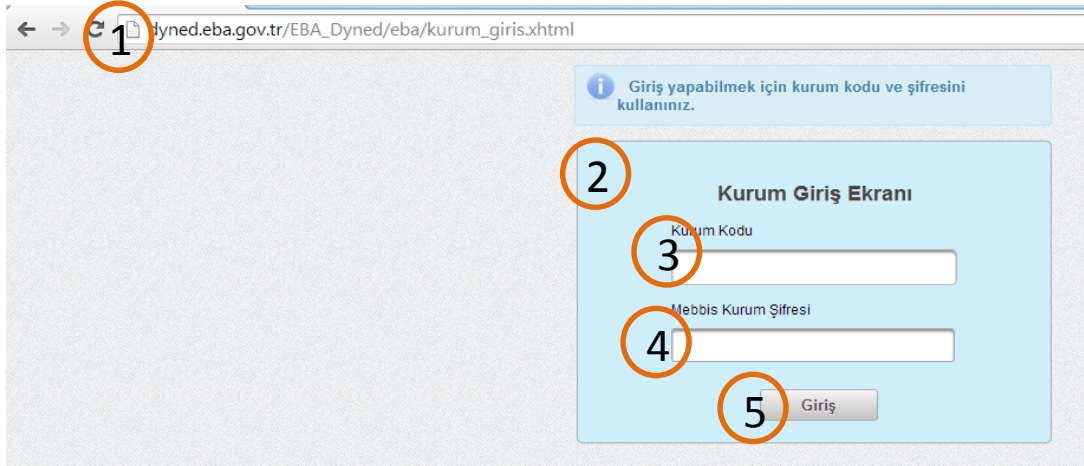 1 dyned.eba.gov.tr/EBA_Dyned/eba/kurum_giris.xhtml
Giriş yapabilmek için kurum kodu ve şifresini
kullanınız.
2
Kurum Giriş Ekranı
Kurum Kodu
3
Mebbis Kurum Şifresi
4
5 Giriş